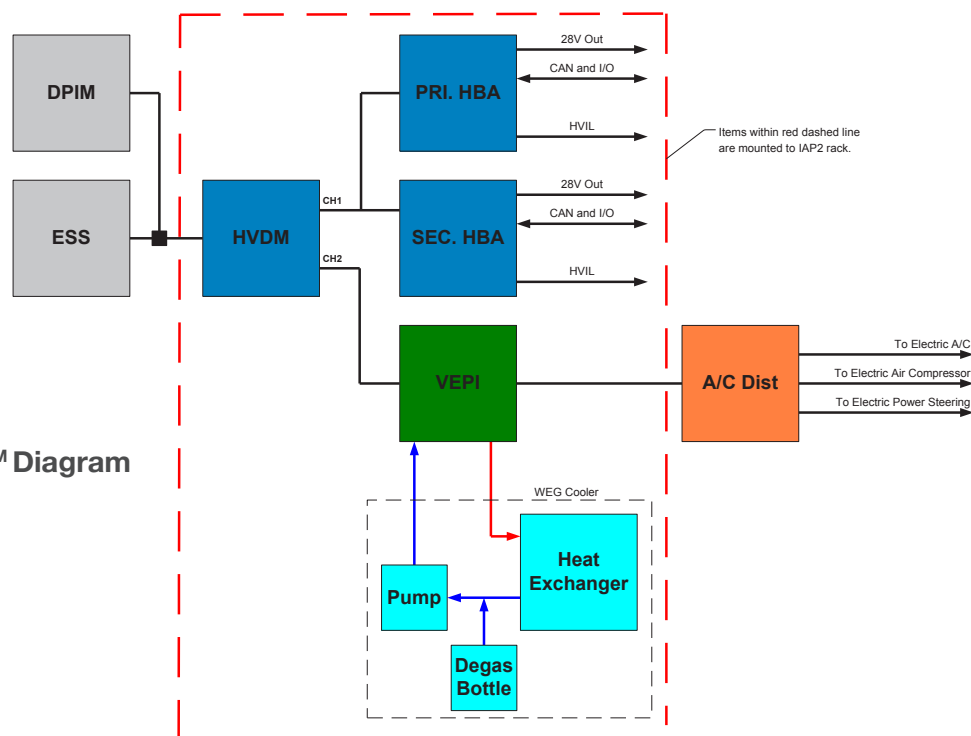 28V Out
DPIM
PRI. HBA
CAN and I/O
HVIL
Items within red dashed line
are mounted to IAP2 rack.
ESS
HVDM
CH1
CH2
SEC. HBA
28V Out
CAN and I/O
HVIL
VEPI
A/C Dist
To Electric A/C
To Electric Air Compressor
To Electric Power Steering
Diagram
WEG Cooler
Heat
Exchanger
Pump
Degas
Bottle